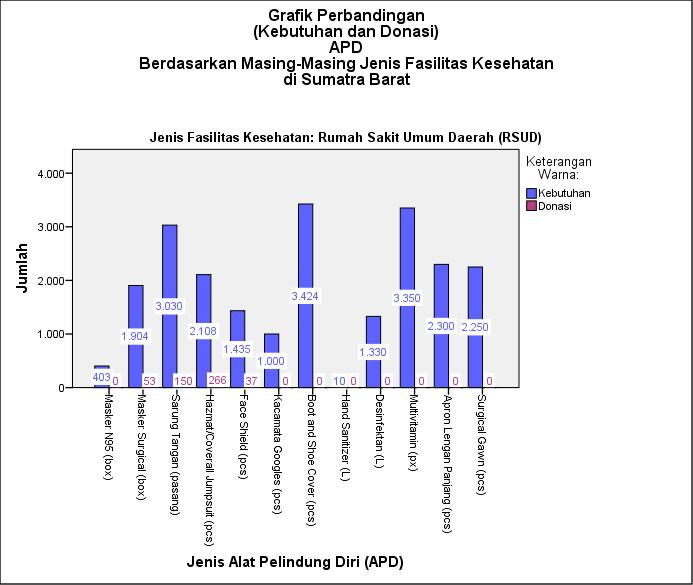 Grafik Perbandingan
(Kebutuhan dan Donasi)
APD
Berdasarkan Masing-Masing Jenis Fasilitas Kesehatan
di Sumatra Barat
Jenis Fasilitas Kesehatan: Rumah Sakit Umum Daerah (RSUD)
Keterangan
Warna:
Kebutuhan
Donasi
Jumlah
4.000
3.000
2.000
1.000
0
403
0
1.904
53
3.030
150
2.108
266
1.435
37
1.000
0
3.424
0
10
0
1.330
0
3.350
0
2.300
0
2.250
0
Masker N95 (box)
Masker Surgical (box)
Sarung Tangan (pasang)
Hazmat/Coverall Jumpsuit (pcs)
Face Shield (pcs)
Kacamata Googles (pcs)
Boot and Shoe Cover (pcs)
Hand Sanitizer (L)
Desinfektan (L)
Multivitamin (px)
Apron Lengan Panjang (pcs)
Surgical Gawn (pcs)
Jenis Alat Pelindung Diri (APD)